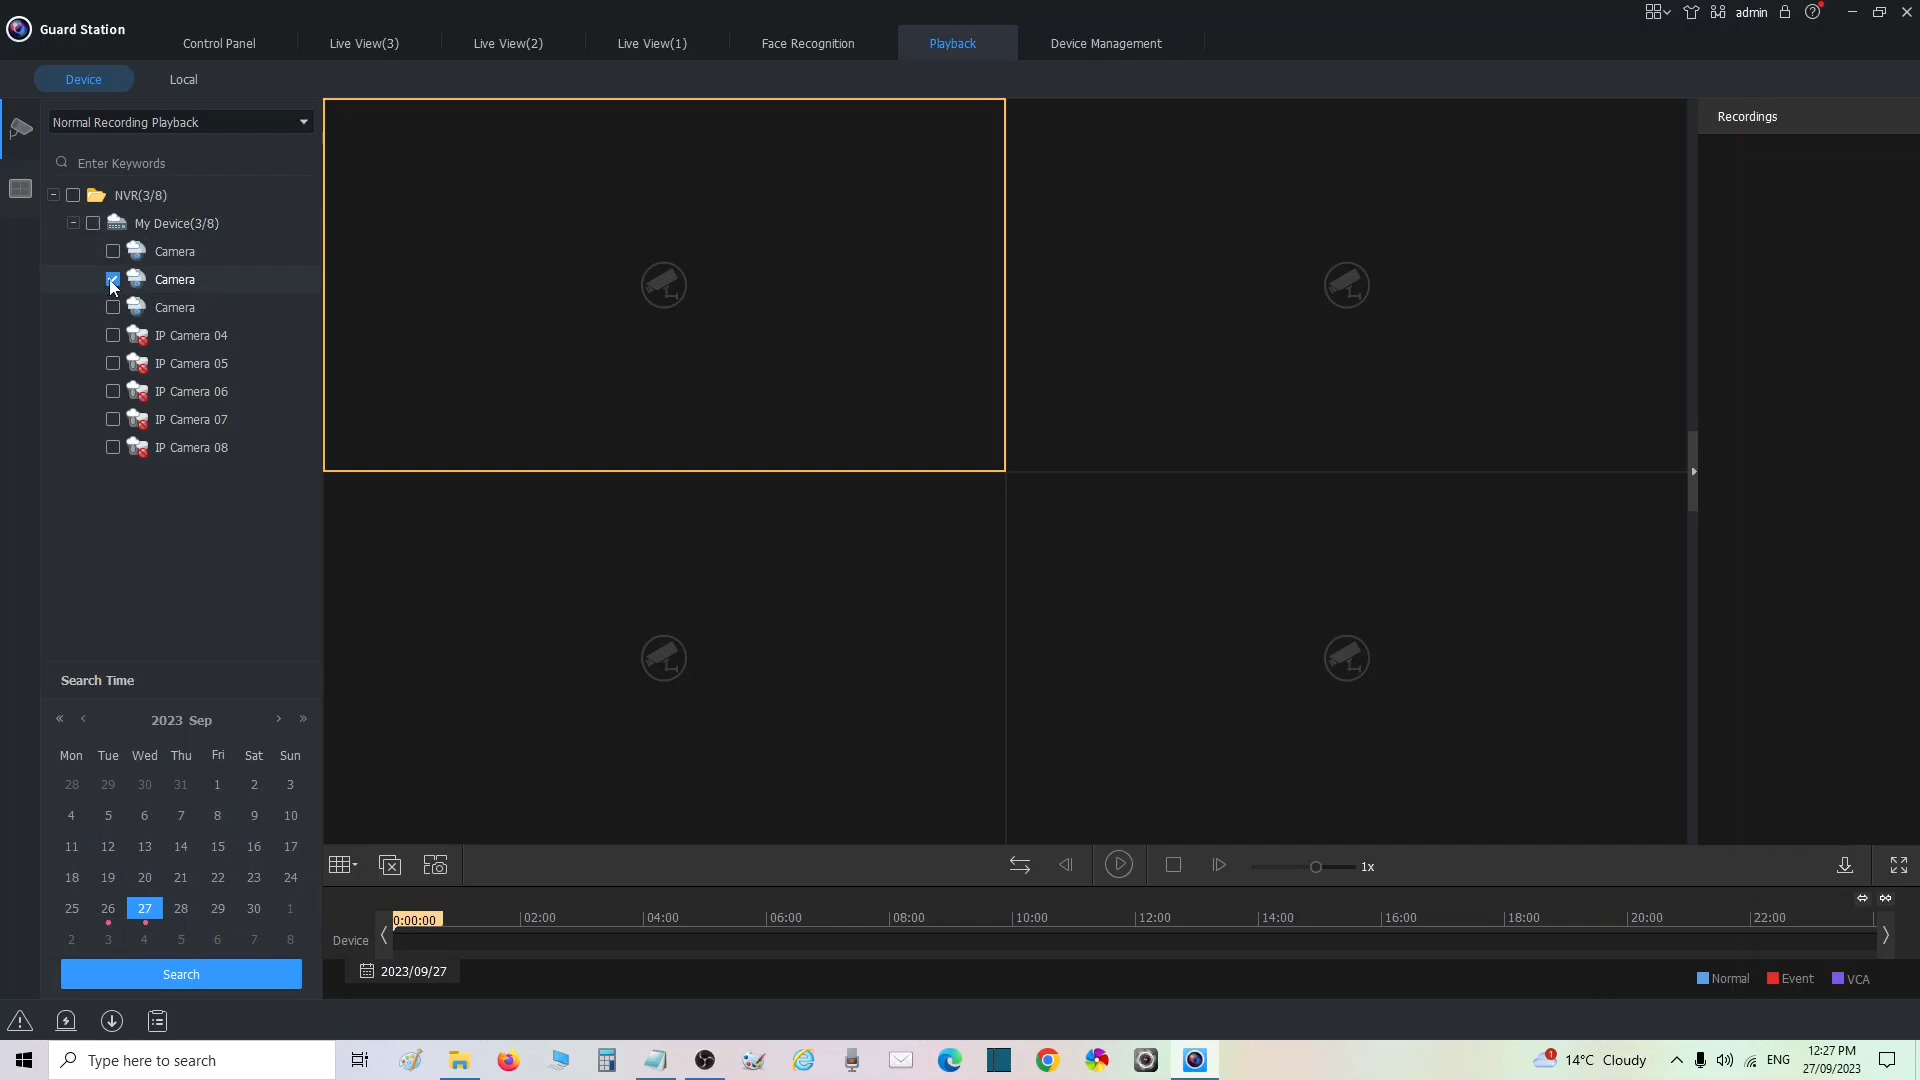 Guard Station
admin
Control Panel
Live View(3)
Live View(2)
Live View(1)
Face Recognition
Playback
Device Management
Device
Local
Normal Recording Playback
Recordings
Enter Keywords
NVR(3/8)
My Device(3/8)
Camera
Camera
Camera
IP Camera 04
IP Camera 05
IP Camera 06
IP Camera 07
IP Camera 08
Search Time
2023 Sep
Mon Tue Wed Thu Fri Sat Sun
28 29 30 31 1 2 3
4 5 6 7 8 9 10
11 12 13 14 15 16 17
18 19 20 21 22 23 24
25 26 27 28 29 30 1
2 3 4 5 6 7 8
Search
1x
0:00:00 02:00 04:00 06:00 08:00 10:00 12:00 14:00 16:00 18:00 20:00 22:00
Device
2023/09/27
Normal Event VCA
Type here to search
1
14°C Cloudy
ENG
12:27 PM
27/09/2023